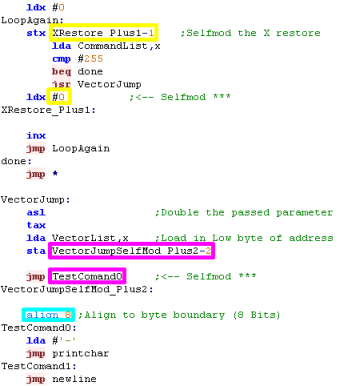 ldx #0
LoopAgain:
stx XRestore_Plus1-1 ;Selfmod the X restore
lda CommandList,x
cmp #255
beq done
jsr VectorJump
ldx #0 ;<-- Selfmod ***
XRestore_Plus1:
inx
jmp LoopAgain
done:
jmp *
VectorJump:
asl ;Double the passed parameter
tax
lda VectorList,x ;Load in Low byte of address
sta VectorJumpSelfMod_Plus2-2
jmp TestComand0 ;<-- Selfmod ***
VectorJumpSelfMod_Plus2:
align 8 ;Align to byte boundary (8 Bits)
TestComand0:
lda #'-'
jmp printchar
TestComand1:
jmp newline